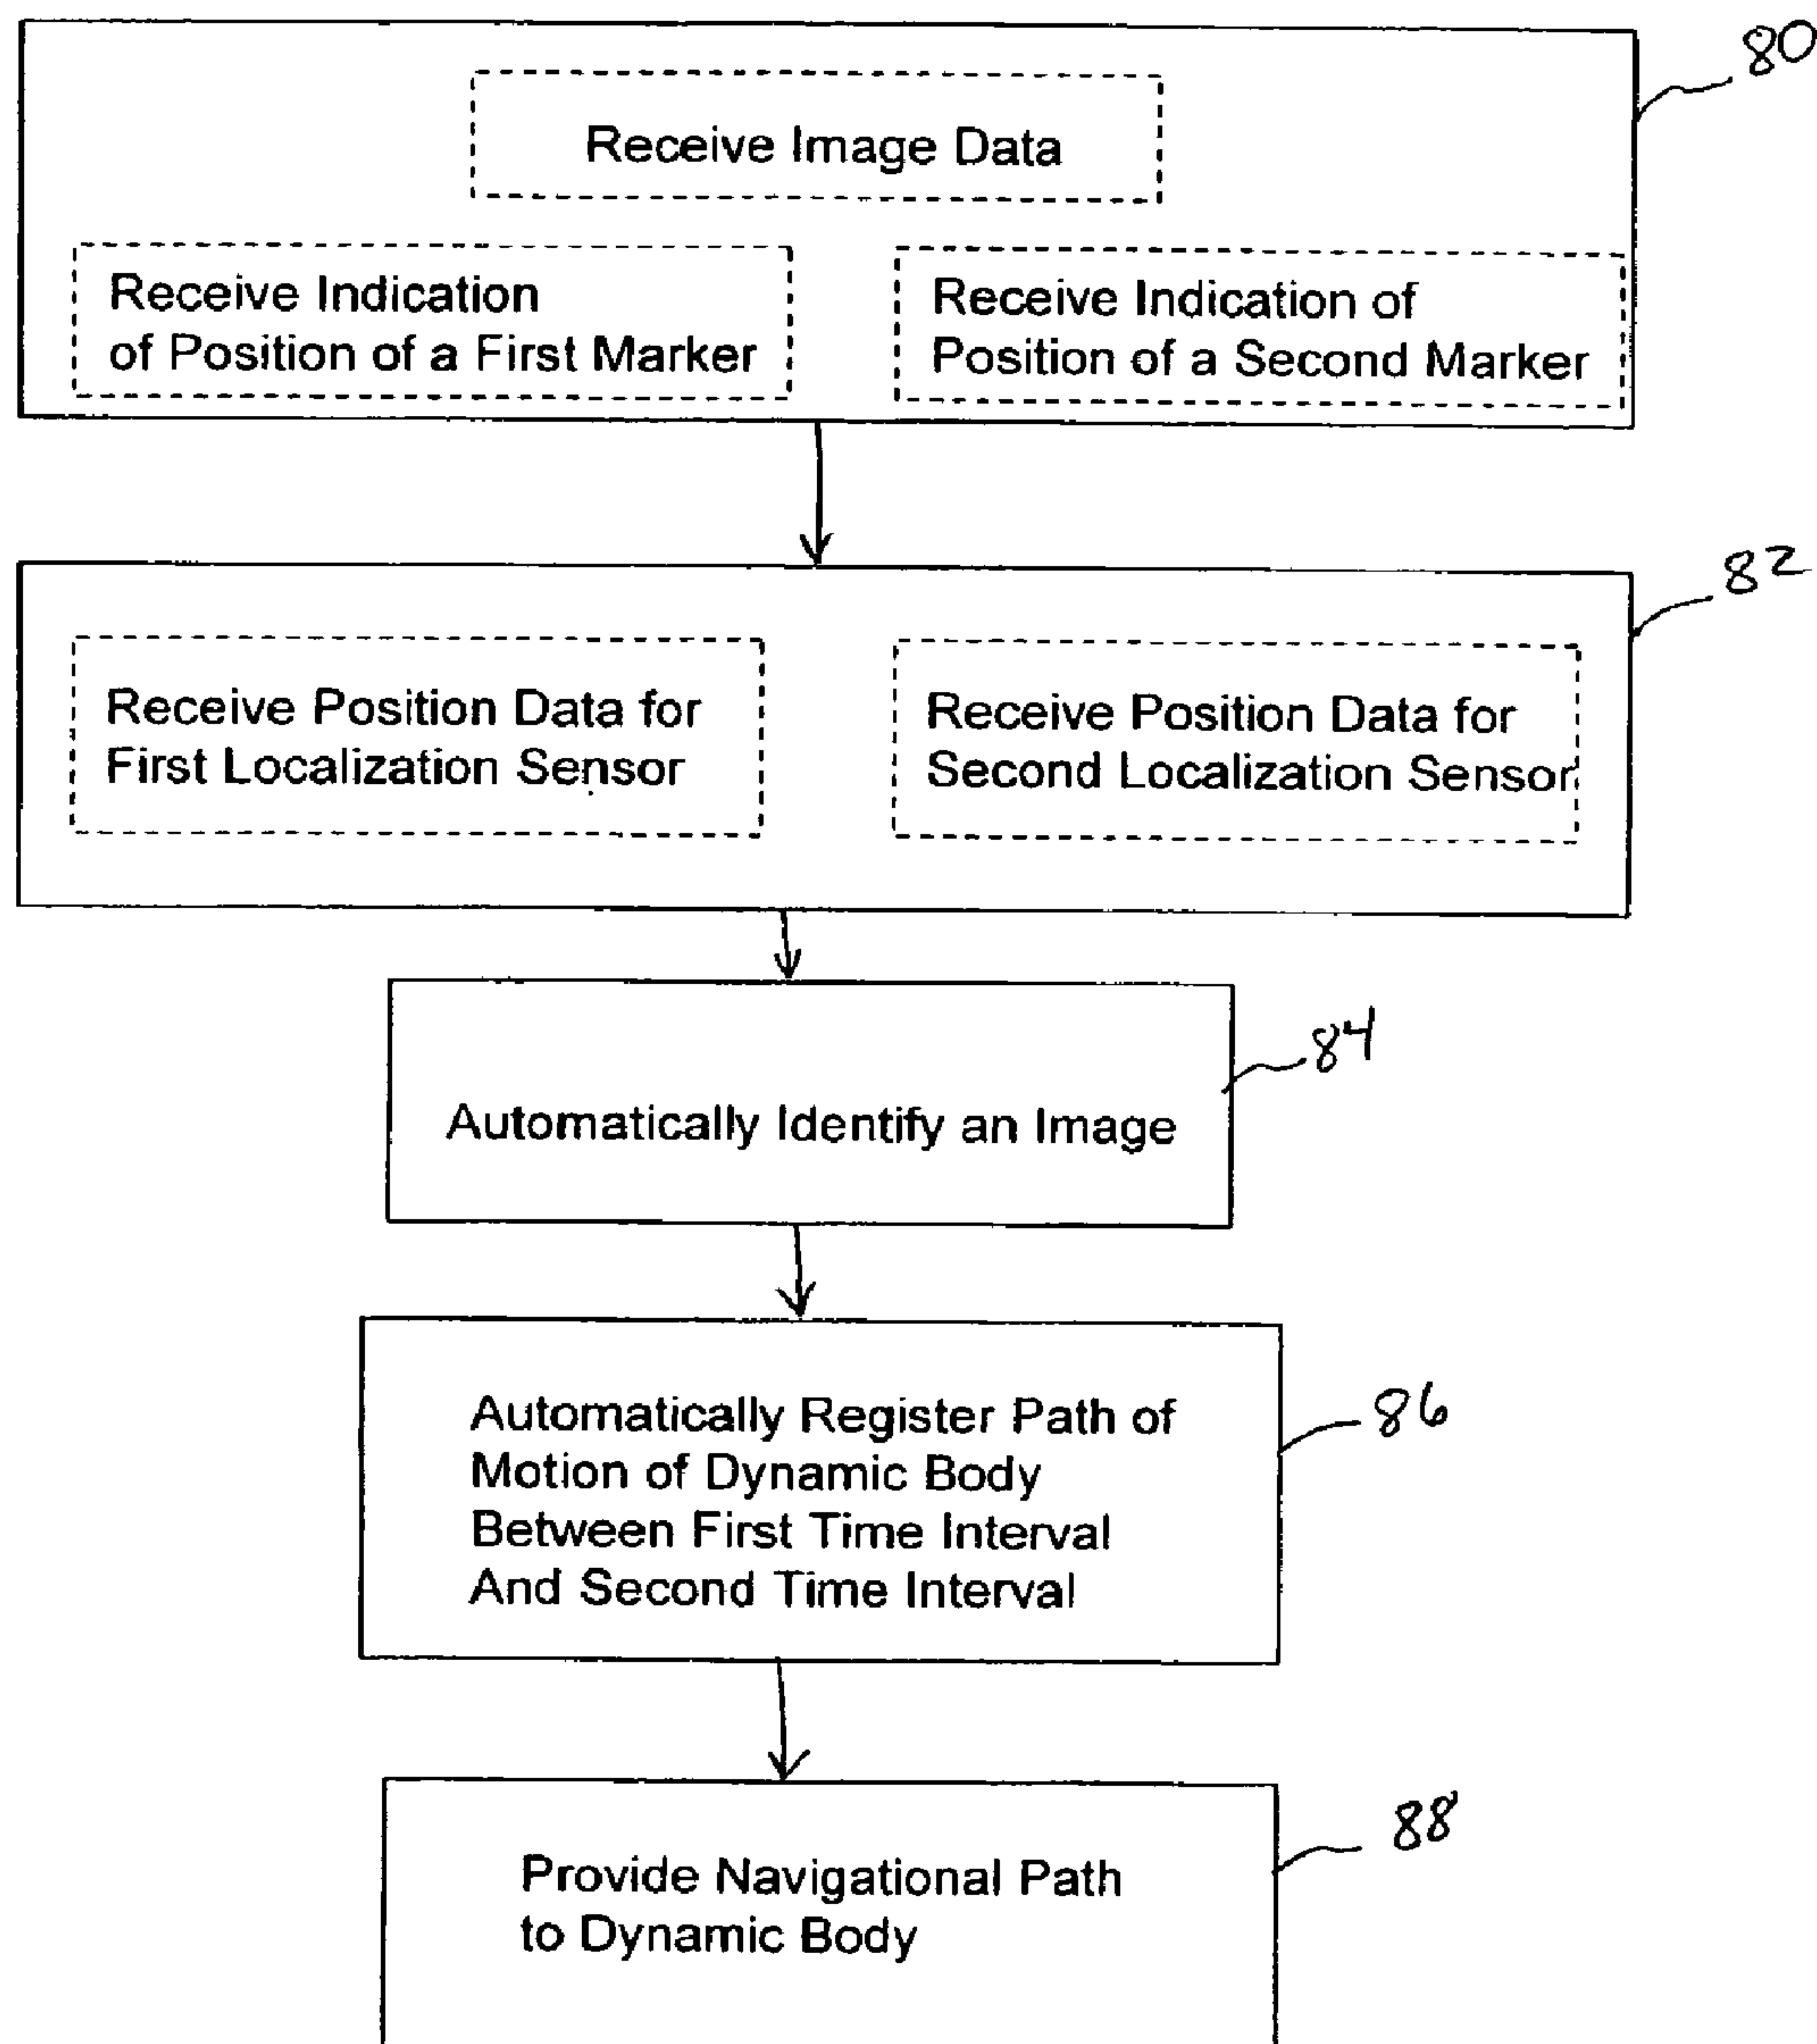 80
Receive Image Data
Receive Indication
of Position of a First Marker
Receive Indication of
Position of a Second Marker
82
Receive Position Data for
First Localization Sensor
Receive Position Data for
Second Localization Sensor
84
Automatically Identify an Image
86
Automatically Register Path of
Motion of Dynamic Body
Between First Time Interval
And Second Time Interval
88
Provide Navigational Path
to Dynamic Body